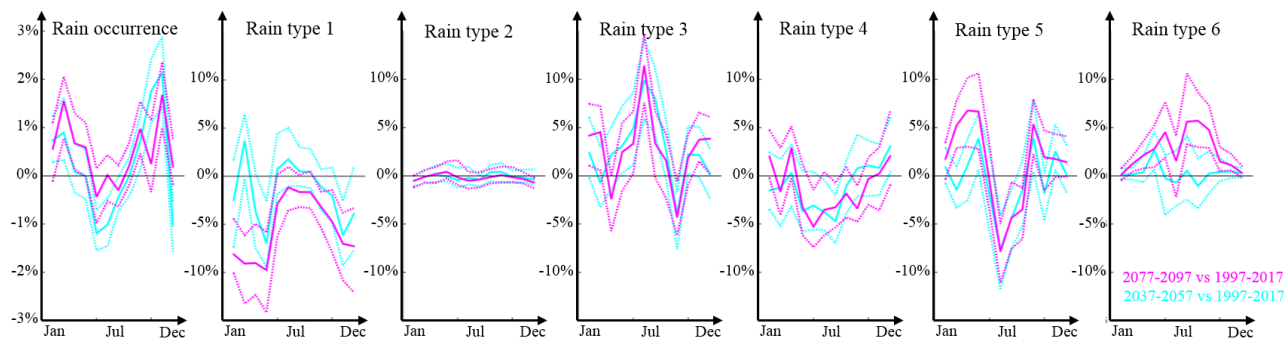 Rain occurrence
3%
2%
1%
0%
-1%
-2%
-3%
Jan Jul Dec
Rain type 1
10%
5%
0%
-5%
-10%
Jan Jul Dec
Rain type 2
10%
5%
0%
-5%
-10%
Jan Jul Dec
Rain type 3
10%
5%
0%
-5%
-10%
Jan Jul Dec
Rain type 4
10%
5%
0%
-5%
-10%
Jan Jul Dec
Rain type 5
10%
5%
0%
-5%
-10%
Jan Jul Dec
Rain type 6
10%
5%
0%
-5%
-10%
Jan Jul Dec
2077-2097 vs 1997-2017
2037-2057 vs 1997-2017